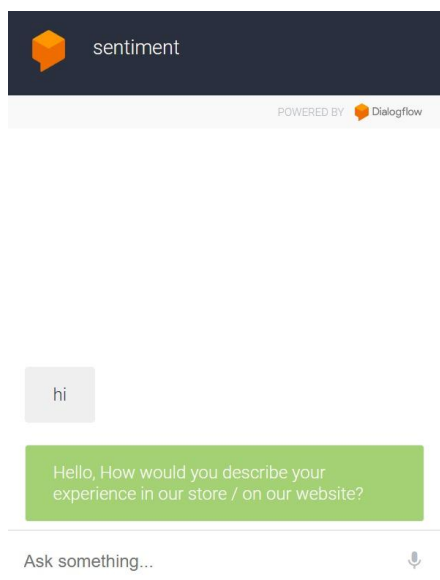 sentiment
POWERED BY Dialogflow
hi
Hello, How would you describe your
experience in our store / on our website?
Ask something...